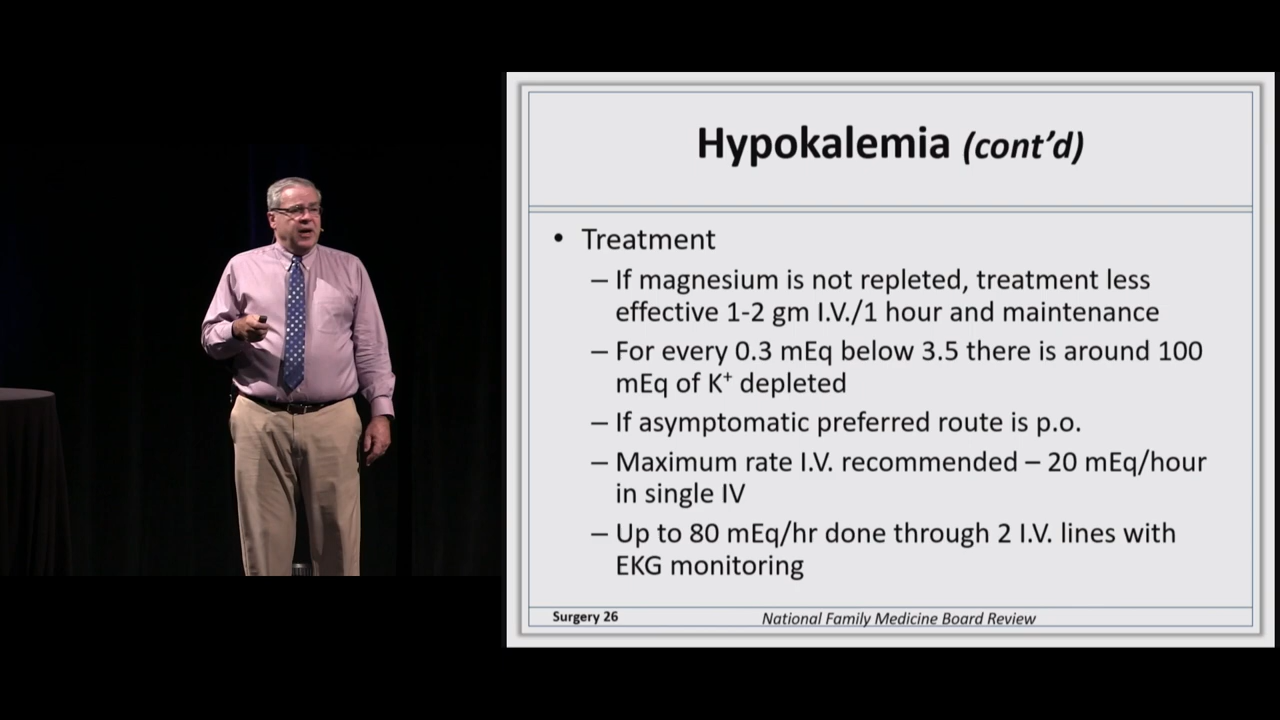 Hypokalemia (cont’d)
• Treatment
– If magnesium is not repleted, treatment less
effective 1-2 gm I.V./1 hour and maintenance
– For every 0.3 mEq below 3.5 there is around 100
mEq of K⁺ depleted
– If asymptomatic preferred route is p.o.
– Maximum rate I.V. recommended – 20 mEq/hour
in single IV
– Up to 80 mEq/hr done through 2 I.V. lines with
EKG monitoring
Surgery 26
National Family Medicine Board Review